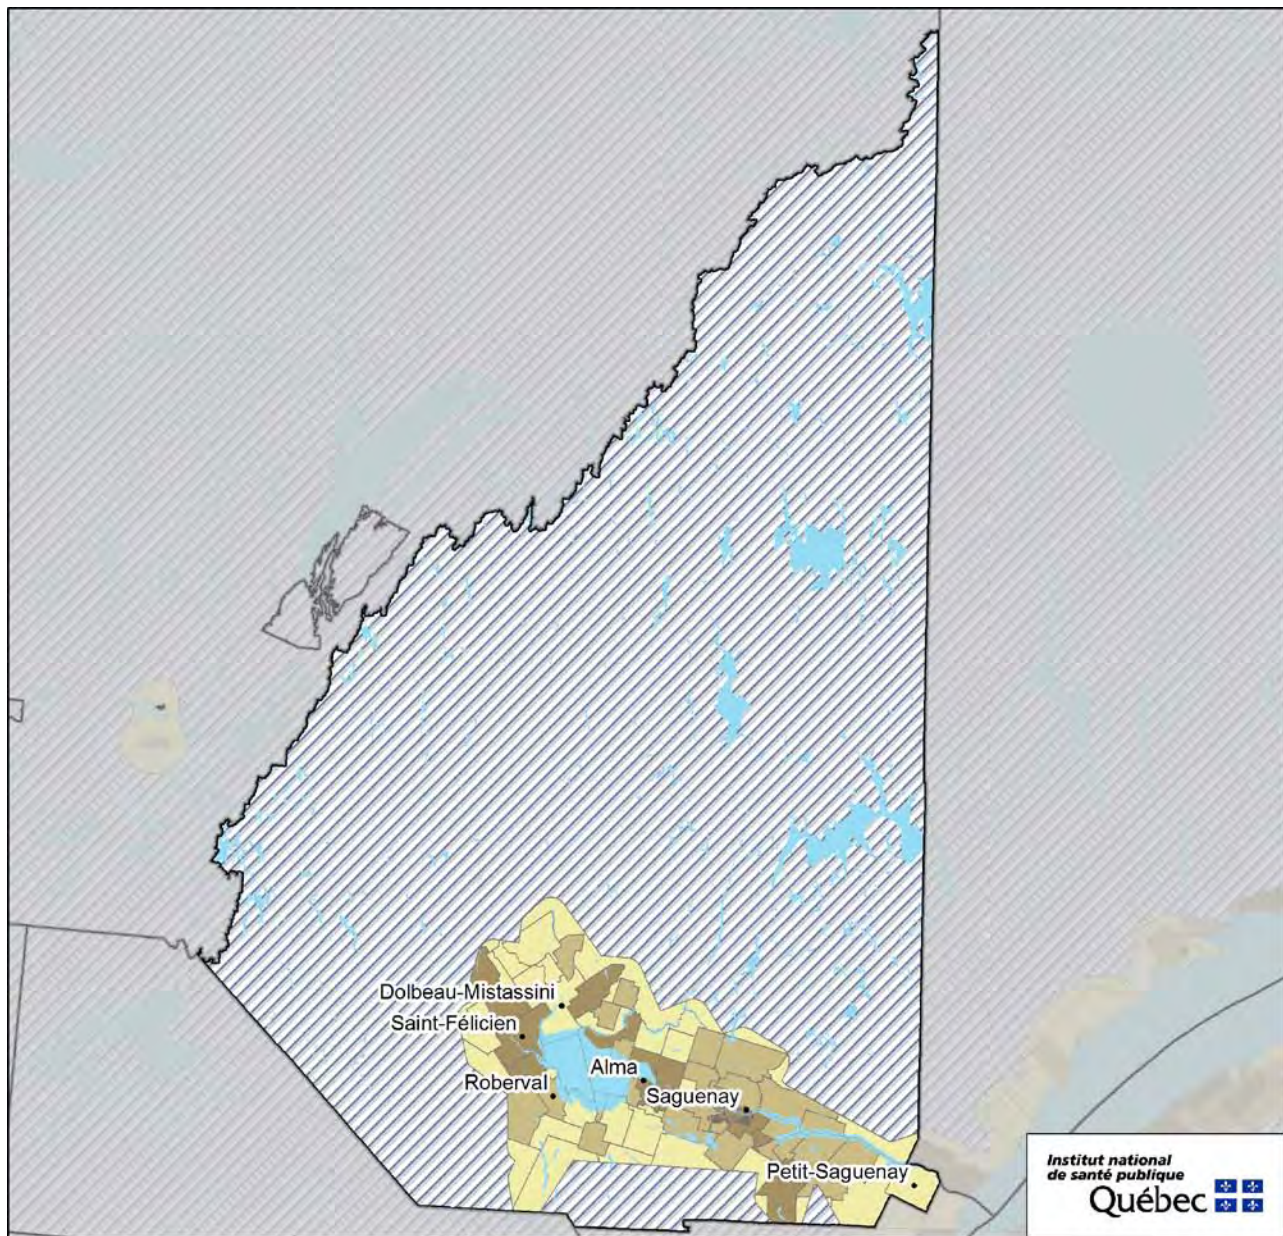 Dolbeau-Mistassini
Saint-Félicien
Alma
Roberval
Saguenay
Petit-Saguenay
Institut national
de santé publique
Québec